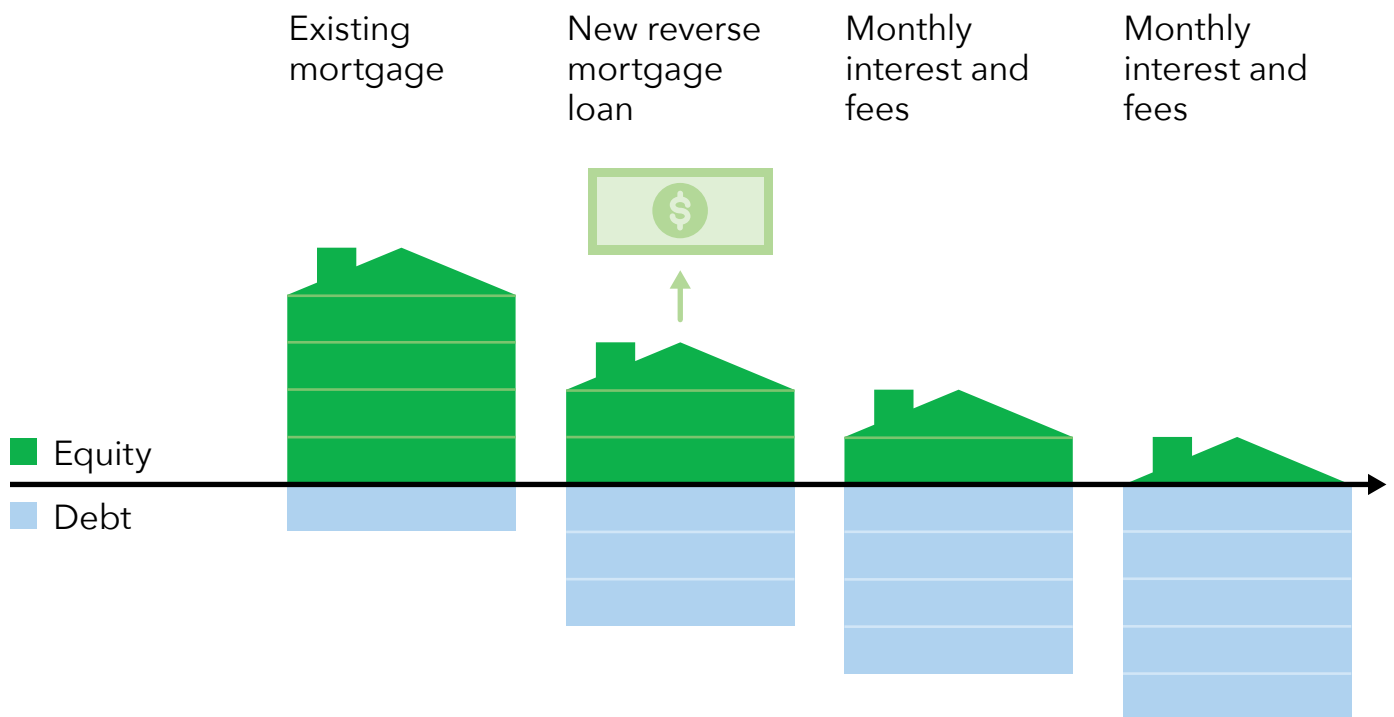 Existing
mortgage
New reverse
mortgage
loan
Monthly
interest and
fees
Monthly
interest and
fees
$
Equity
Debt